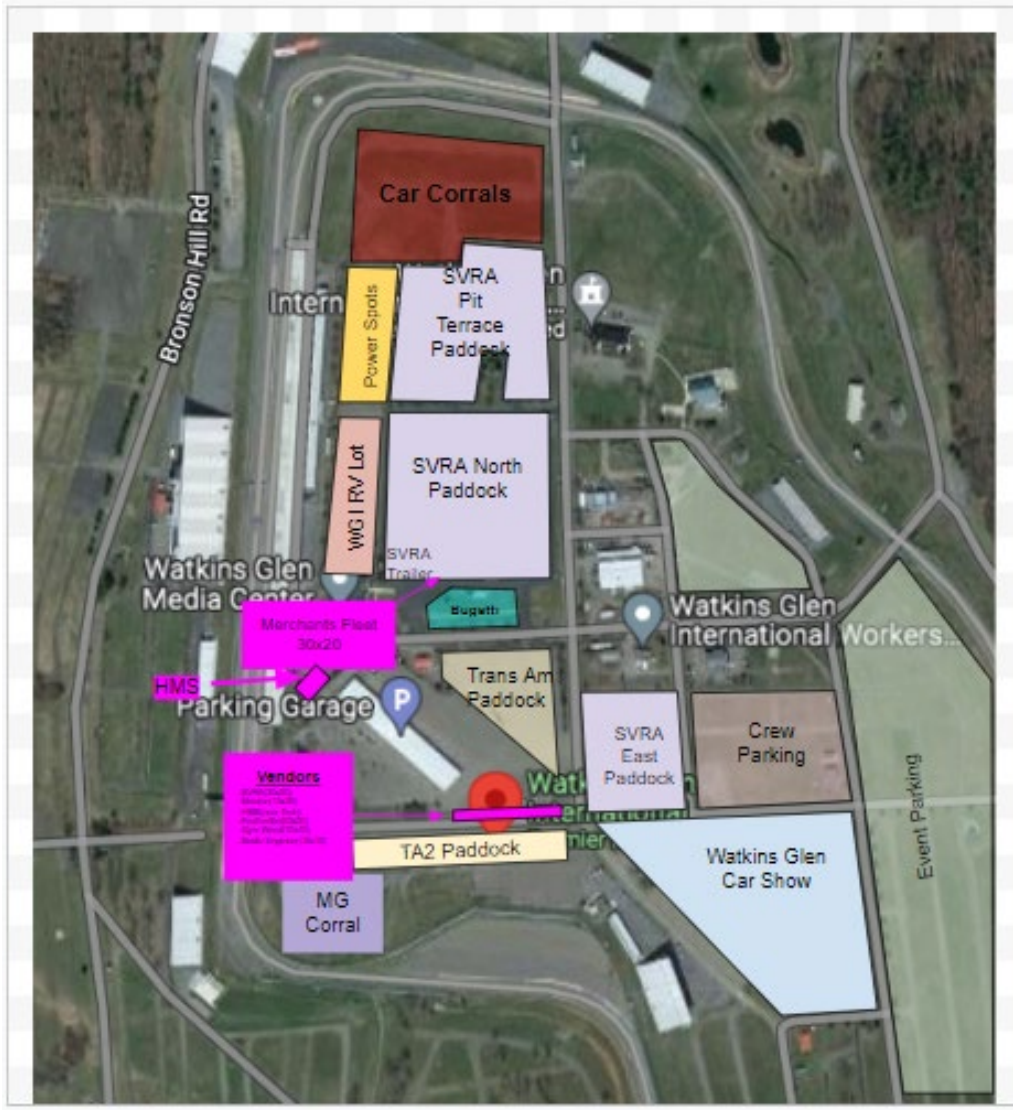 Car Corrals
Bronson Hill Rd
Intern
SVRA
Pit
Terrace
Paddock
Power Spots
WGI RV Lot
SVRA North
Paddock
SVRA
Trailer
Watkins Glen
Media Center
Bugatti
Watkins Glen
International Workers...
Merchants Fleet
30x20
HMS
Parking Garage
P
Trans Am
Paddock
SVRA
East
Paddock
Crew
Parking
Event Parking
Vendors
Watkins Glen
International
TA2 Paddock
Watkins Glen
Car Show
MG
Corral